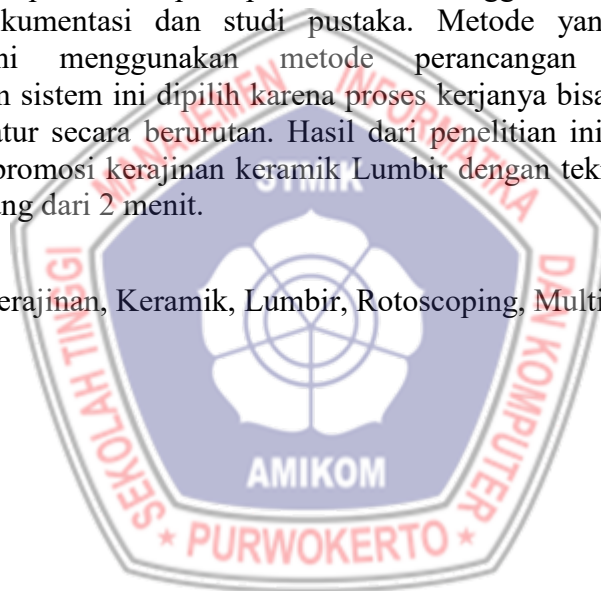 kumentasi dan studi pustaka. Metode yan
ni menggunakan metode perancangan
n sistem ini dipilih karena proses kerjanya bisa
atur secara berurutan. Hasil dari penelitian ini
promosi kerajinan keramik Lumbir dengan tek
ng dari 2 menit.
erajinan, Keramik, Lumbir, Rotoscoping, Multi
SEKOLAH TINGGI MANAJEMEN INFORMATIKA DAN KOMPUTER
STMIK
AMIKOM
★ PURWOKERTO ★